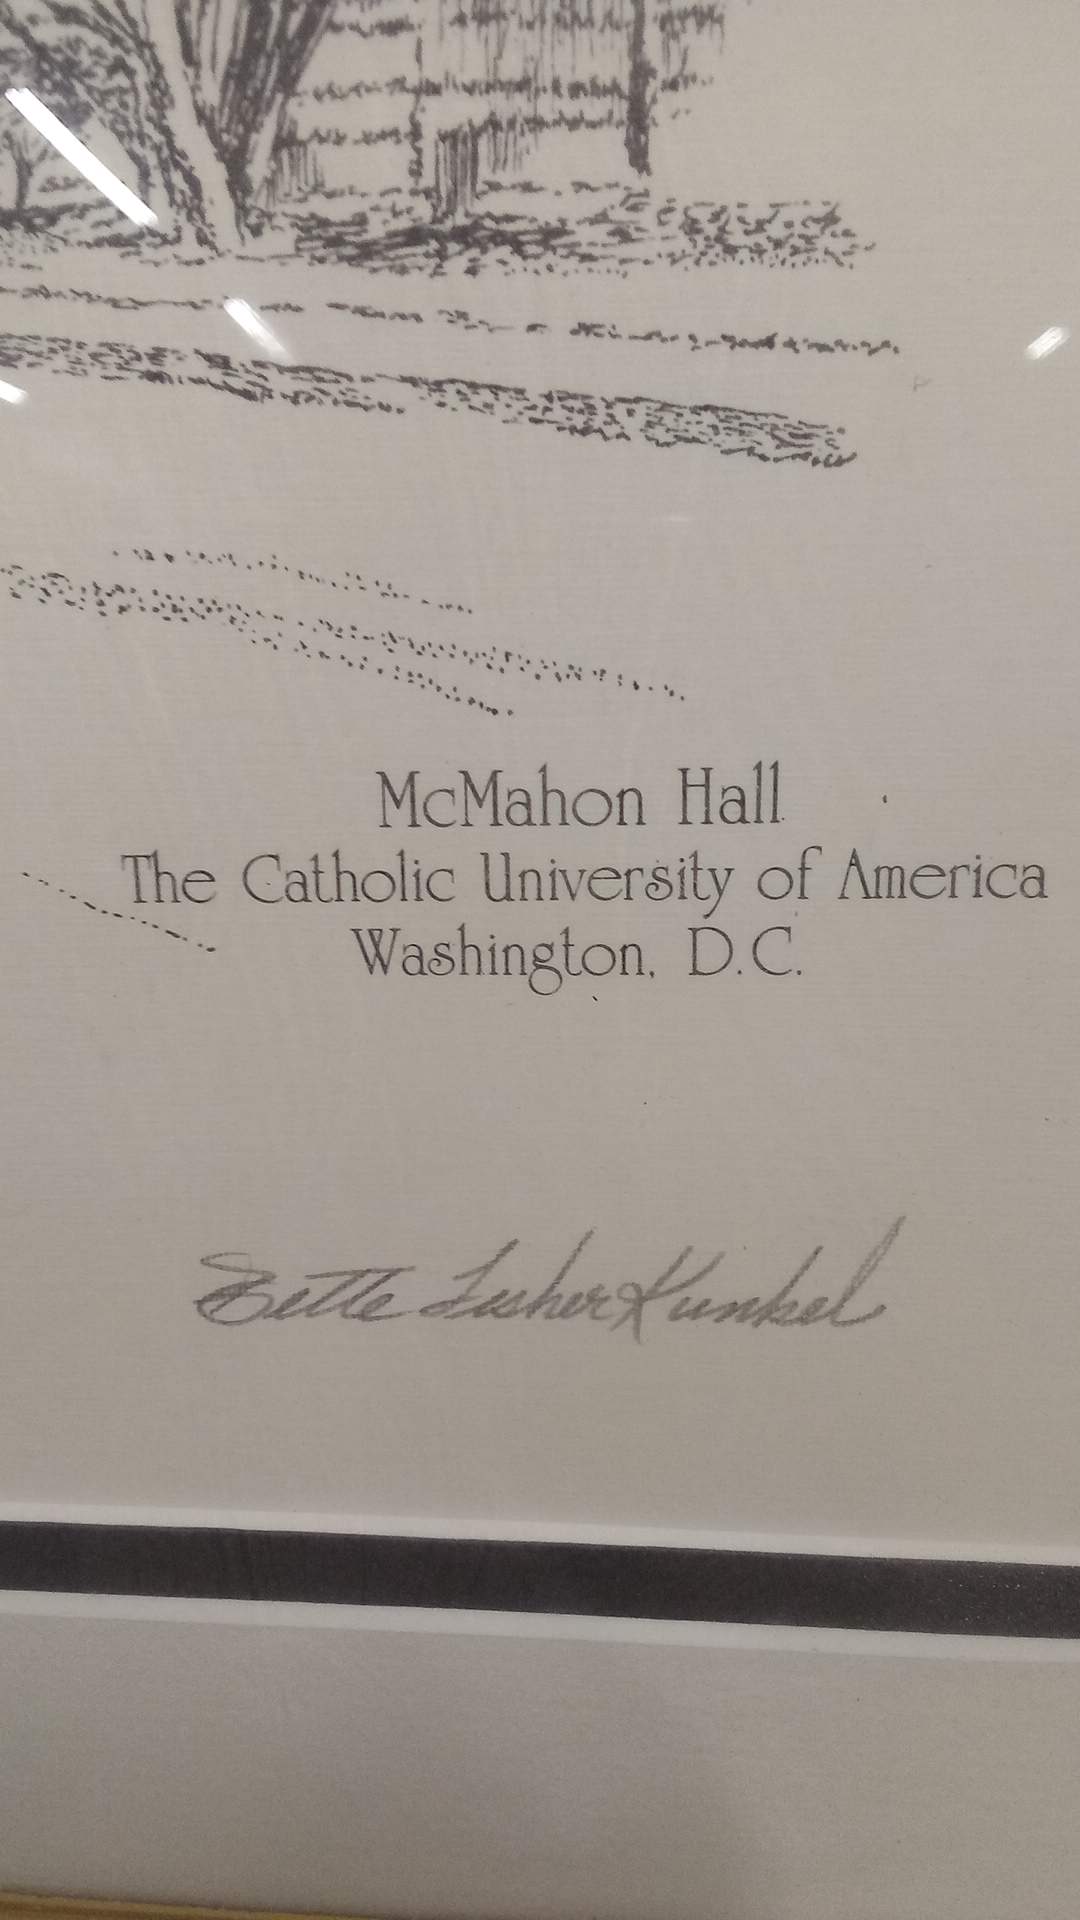 McMahon Hall
The Catholic University of America
Washington, D.C.
Bette Fisher Kunkel